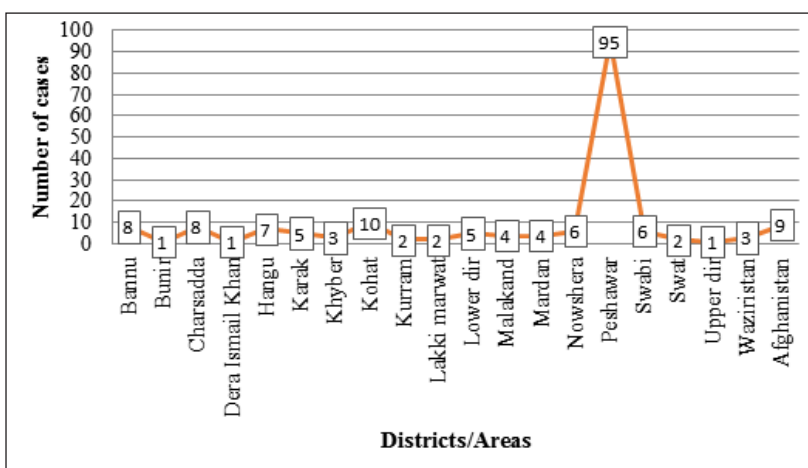 Number of cases
100
90
80
70
60
50
40
30
20
10
0
8
1
8
1
7
5
3
10
2
2
5
4
4
6
95
6
2
1
3
9
Bannu
Bunir
Charsadda
Dera Ismail Khan
Hangu
Karak
Khyber
Kohat
Kurram
Lakki marwat
Lower dir
Malakand
Mardan
Nowshera
Peshawar
Swabi
Swat
Upper dir
Waziristan
Afghanistan
Districts/Areas